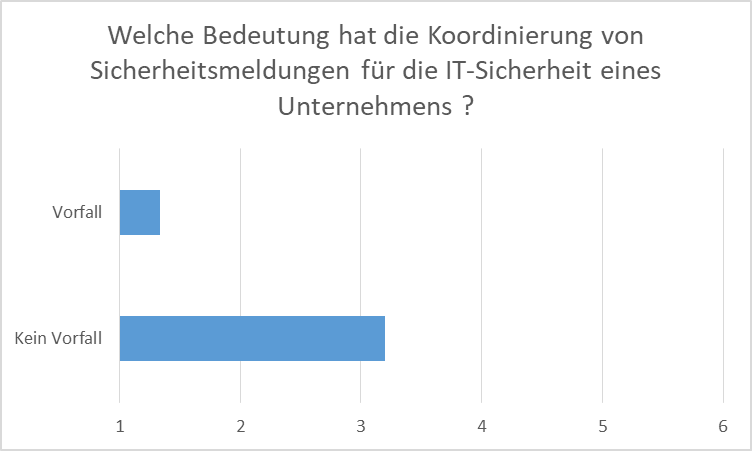 Welche Bedeutung hat die Koordinierung von
Sicherheitsmeldungen für die IT-Sicherheit eines
Unternehmens ?
Vorfall
Kein Vorfall
1 2 3 4 5 6